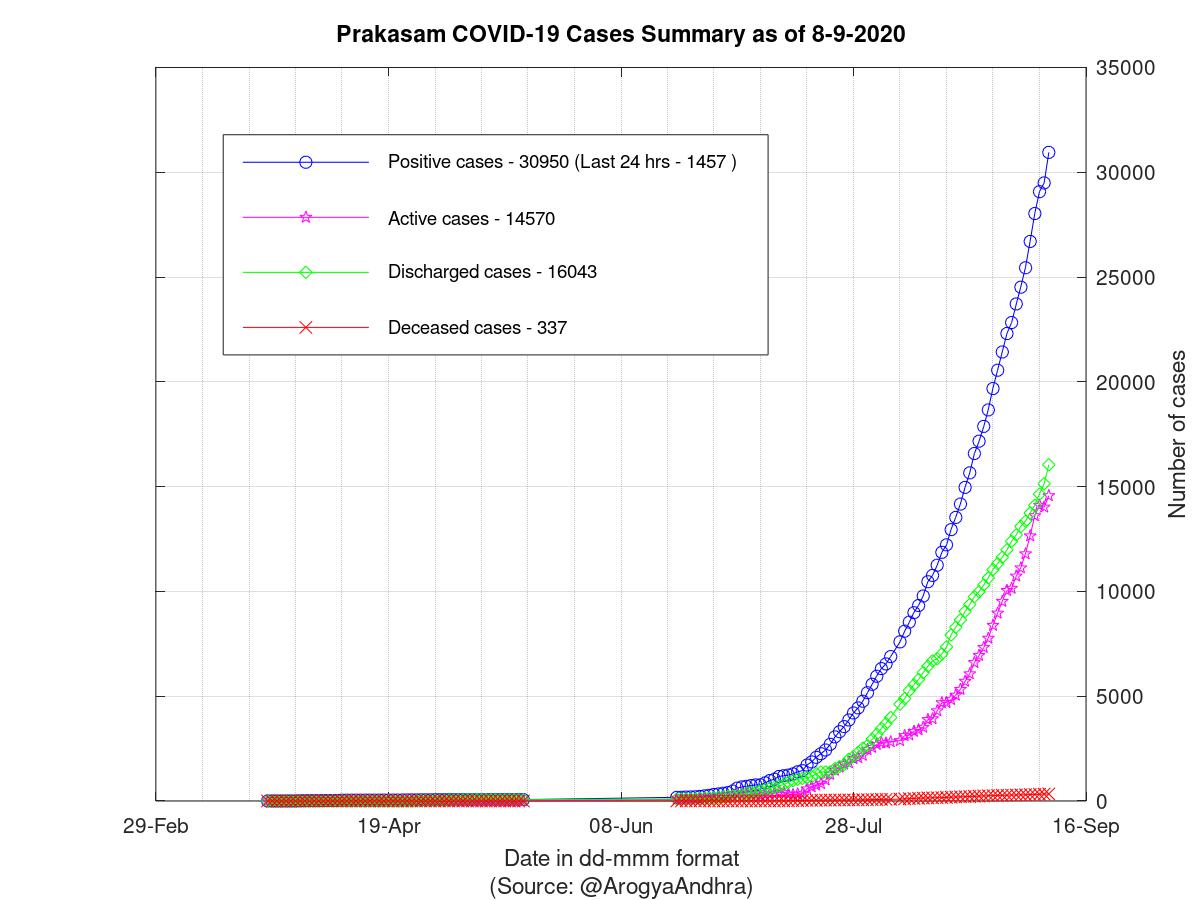 Prakasam COVID-19 Cases Summary as of 8-9-2020
Positive cases - 30950 (Last 24 hrs - 1457 )
Active cases - 14570
Discharged cases - 16043
Deceased cases - 337
35000
30000
25000
20000
15000
10000
5000
0
Number of cases
29-Feb
19-Apr
08-Jun
28-Jul
16-Sep
Date in dd-mmm format
(Source: @ArogyaAndhra)